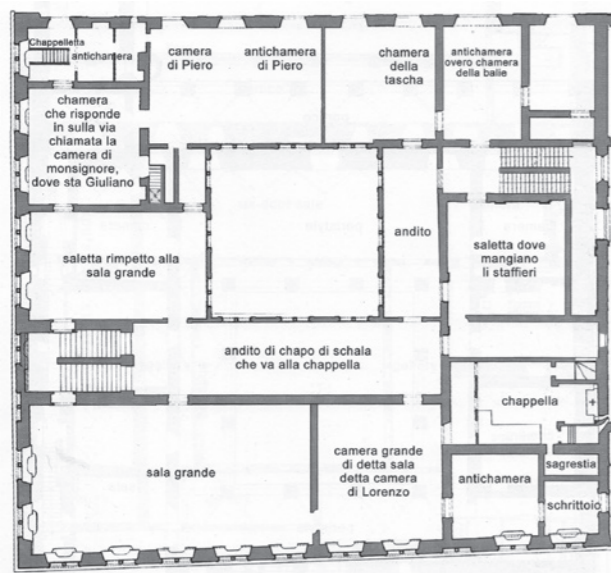 Chappelletta
antichamera
camera
di Piero
antichamera
di Piero
chamera
della
tascha
antichamera
overo chamera
della balie
chamera
che risponde
in sulla via
chiamata la
camera di
monsignore,
dove sta Giuliano
saletta rimpetto alla
sala grande
andito
saletta dove
mangiano
li staffieri
andito di chapo di schala
che va alla chappella
chappella
sala grande
camera grande
di detta sala
detta camera
di Lorenzo
antichamera
sagrestia
schrittoio